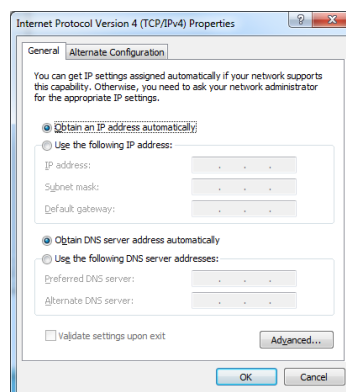 Internet Protocol Version 4 (TCP/IPv4) Properties
General
Alternate Configuration
You can get IP settings assigned automatically if your network supports
this capability. Otherwise, you need to ask your network administrator
for the appropriate IP settings.
Obtain an IP address automatically
Use the following IP address:
IP address:
Subnet mask:
Default gateway:
Obtain DNS server address automatically
Use the following DNS server addresses:
Preferred DNS server:
Alternate DNS server:
Validate settings upon exit
Advanced...
OK
Cancel